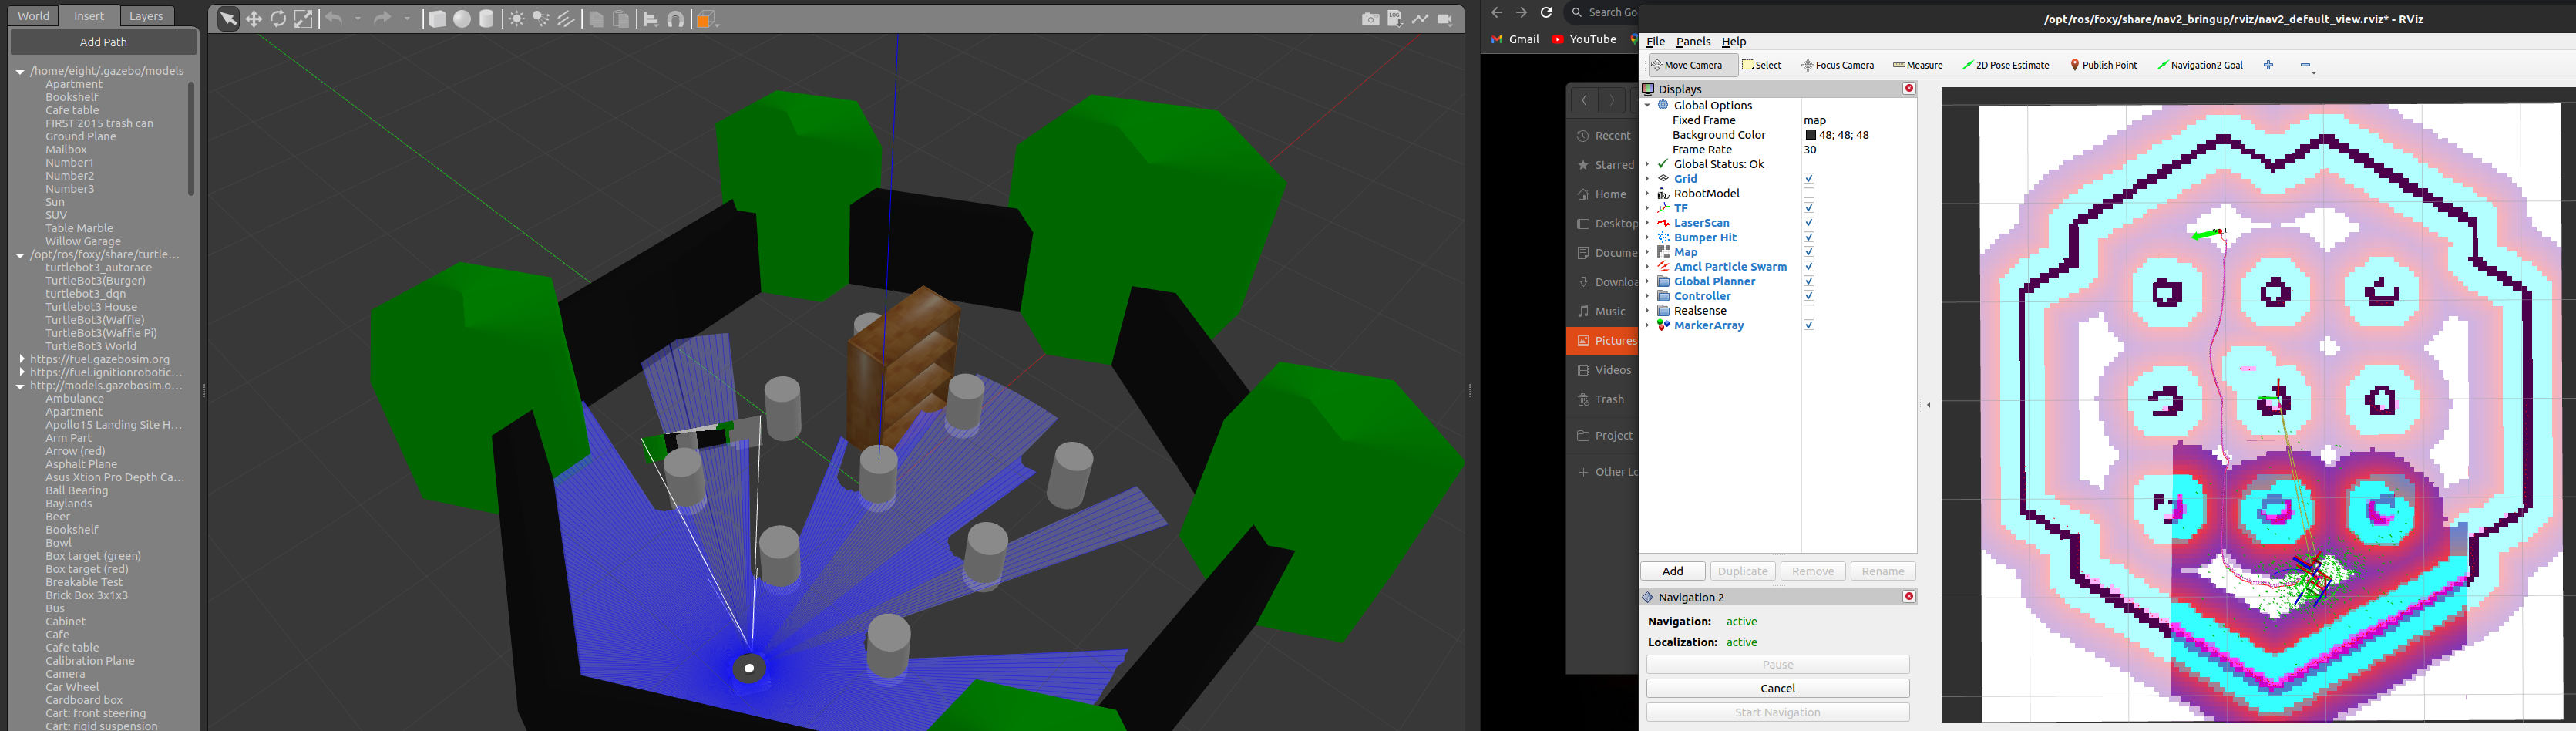 World
Insert
Layers
Add Path
/home/eight/.gazebo/models
Apartment
Bookshelf
Cafe table
FIRST 2015 trash can
Ground Plane
Mailbox
Number1
Number2
Number3
Sun
SUV
Table Marble
Willow Garage
/opt/ros/foxy/share/turtle...
turtlebot3_autorace
TurtleBot3(Burger)
turtlebot3_dqn
Turtlebot3 House
TurtleBot3(Waffle)
TurtleBot3(Waffle Pi)
TurtleBot3 World
https://fuel.gazebosim.org
https://fuel.ignitionrobotic...
http://models.gazebosim.o...
Ambulance
Apartment
Apollo15 Landing Site H...
Arm Part
Arrow (red)
Asphalt Plane
Asus Xtion Pro Depth Ca...
Ball Bearing
Baylands
Beer
Bookshelf
Bowl
Box target (green)
Box target (red)
Breakable Test
Brick Box 3x1x3
Bus
Cabinet
Cafe
Cafe table
Calibration Plane
Camera
Car Wheel
Cardboard box
Cart: front steering
Cart: rigid suspension
LOG
Search Go
Gmail
YouTube
Recent
Starred
Home
Desktop
Docume
Downloa
Music
Pictures
Videos
Trash
Project
Other Lo
/opt/ros/foxy/share/nav2_bringup/rviz/nav2_default_view.rviz* - RViz
File Panels Help
Move Camera Select Focus Camera Measure 2D Pose Estimate Publish Point Navigation2 Goal
Displays
Global Options
Fixed Frame map
Background Color 48; 48; 48
Frame Rate 30
Global Status: Ok
Grid
RobotModel
TF
LaserScan
Bumper Hit
Map
Amcl Particle Swarm
Global Planner
Controller
Realsense
MarkerArray
Add Duplicate Remove Rename
Navigation 2
Navigation: active
Localization: active
Pause
Cancel
Start Navigation